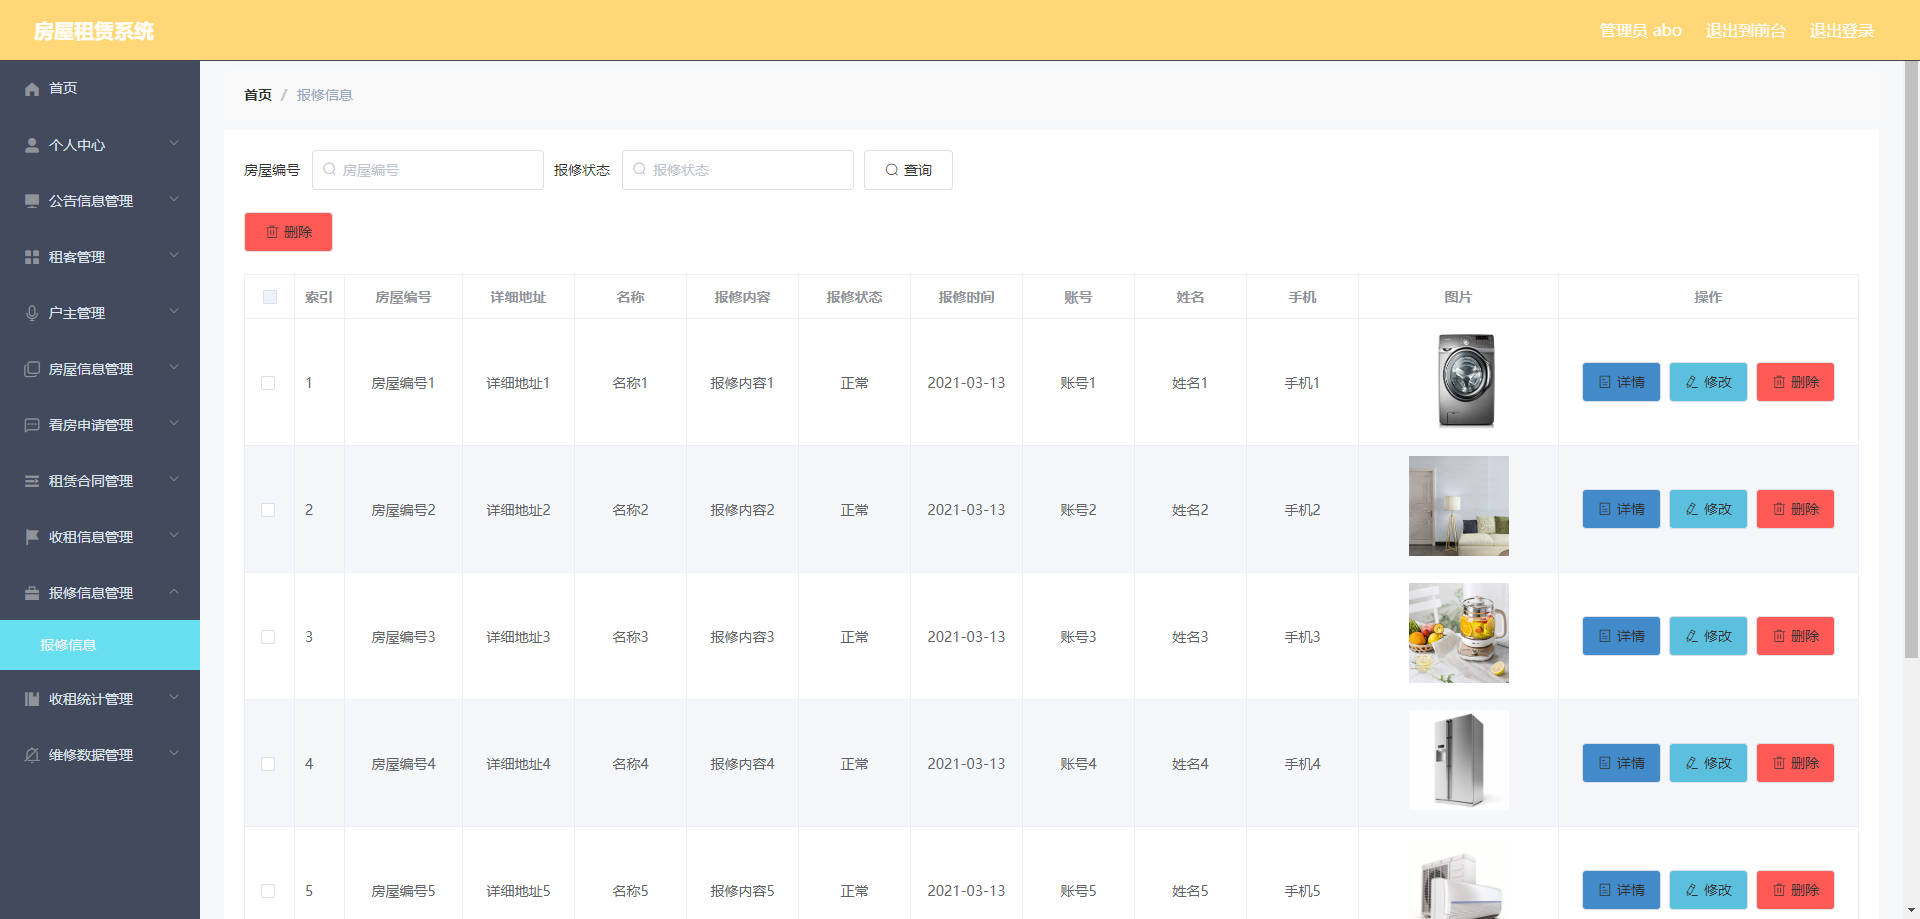 房屋租赁系统
管理员 abo 退出到前台 退出登录
首页
个人中心
公告信息管理
租客管理
户主管理
房屋信息管理
看房申请管理
租赁合同管理
收租信息管理
报修信息管理
报修信息
收租统计管理
维修数据管理
首页 / 报修信息
房屋编号 房屋编号 报修状态 报修状态 查询
删除
索引 房屋编号 详细地址 名称 报修内容 报修状态 报修时间 账号 姓名 手机 图片 操作
1 房屋编号1 详细地址1 名称1 报修内容1 正常 2021-03-13 账号1 姓名1 手机1 详情 修改 删除
2 房屋编号2 详细地址2 名称2 报修内容2 正常 2021-03-13 账号2 姓名2 手机2 详情 修改 删除
3 房屋编号3 详细地址3 名称3 报修内容3 正常 2021-03-13 账号3 姓名3 手机3 详情 修改 删除
4 房屋编号4 详细地址4 名称4 报修内容4 正常 2021-03-13 账号4 姓名4 手机4 详情 修改 删除
5 房屋编号5 详细地址5 名称5 报修内容5 正常 2021-03-13 账号5 姓名5 手机5 详情 修改 删除